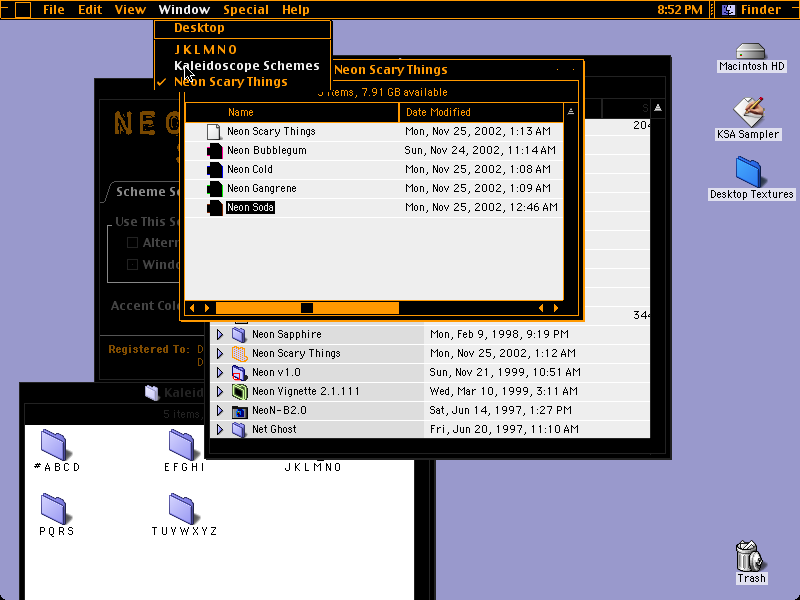 File Edit View Window Special Help 8:52 PM Finder
Desktop
JKLMNO
Kaleidoscope Schemes
Neon Scary Things
Neon Scary Things
items, 7.91 GB available
Name Date Modified
Neon Scary Things Mon, Nov 25, 2002, 1:13 AM
Neon Bubblegum Sun, Nov 24, 2002, 11:14 AM
Neon Cold Mon, Nov 25, 2002, 1:08 AM
Neon Gangrene Mon, Nov 25, 2002, 1:09 AM
Neon Soda Mon, Nov 25, 2002, 12:46 AM
Macintosh HD
KSA Sampler
Desktop Textures
Trash
Scheme
Use This
Accent
Registered To:
Neon Sapphire Mon, Feb 9, 1998, 9:19 PM
Neon Scary Things Mon, Nov 25, 2002, 1:12 AM
Neon v1.0 Sun, Nov 21, 1999, 10:51 AM
Neon Vignette 2.1.111 Wed, Mar 10, 1999, 3:11 AM
NeoN-B2.0 Sat, Jun 14, 1997, 1:27 PM
Net Ghost Fri, Jun 20, 1997, 11:10 AM
5 items,
#ABCD EFGHI JKLMNO
PQRS TUVWXYZ